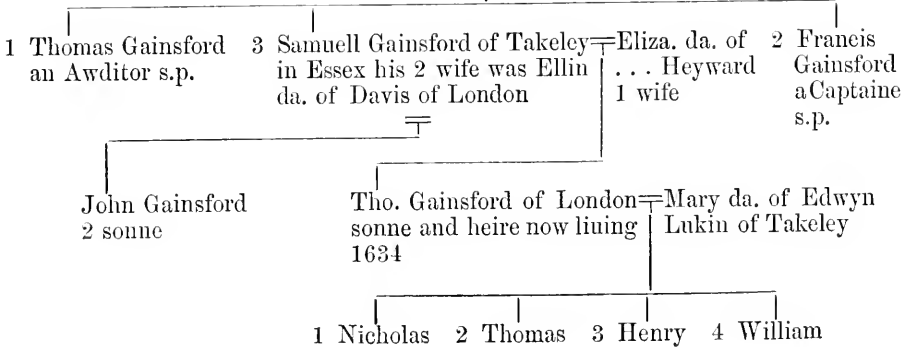 1 Thomas Gainsford
an Awditor s.p.
3 Samuell Gainsford of Takeley
in Essex his 2 wife was Ellin
da. of Davis of London
Eliza. da. of
... Heyward
1 wife
2 Francis
Gainsford
a Captaine
s.p.
John Gainsford
2 sonne
Tho. Gainsford of London
sonne and heire now liuing
1634
Mary da. of Edwyn
Lukin of Takeley
1 Nicholas 2 Thomas 3 Henry 4 William